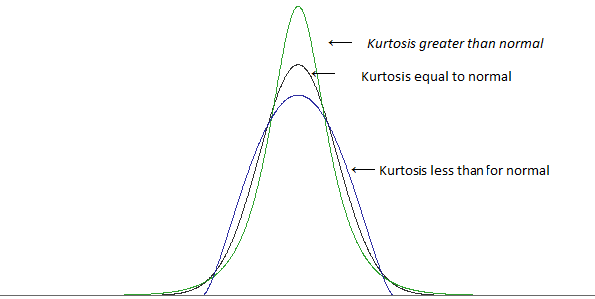 Kurtosis greater than normal
Kurtosis equal to normal
Kurtosis less than for normal